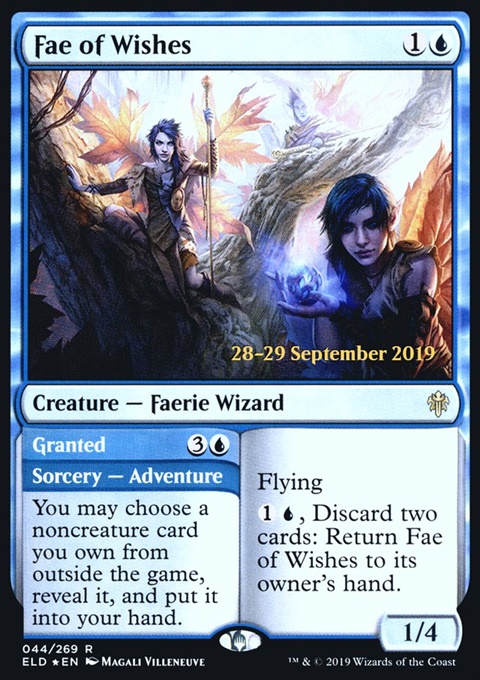 Fae of Wishes 1
28–29 September 2019
Creature — Faerie Wizard
Granted 3
Sorcery — Adventure
You may choose a
noncreature card
you own from
outside the game,
reveal it, and put it
into your hand.
Flying
1 , Discard two
cards: Return Fae
of Wishes to its
owner's hand.
1/4
044/269 R
ELD ★ EN Magali Villeneuve
™ & © 2019 Wizards of the Coast